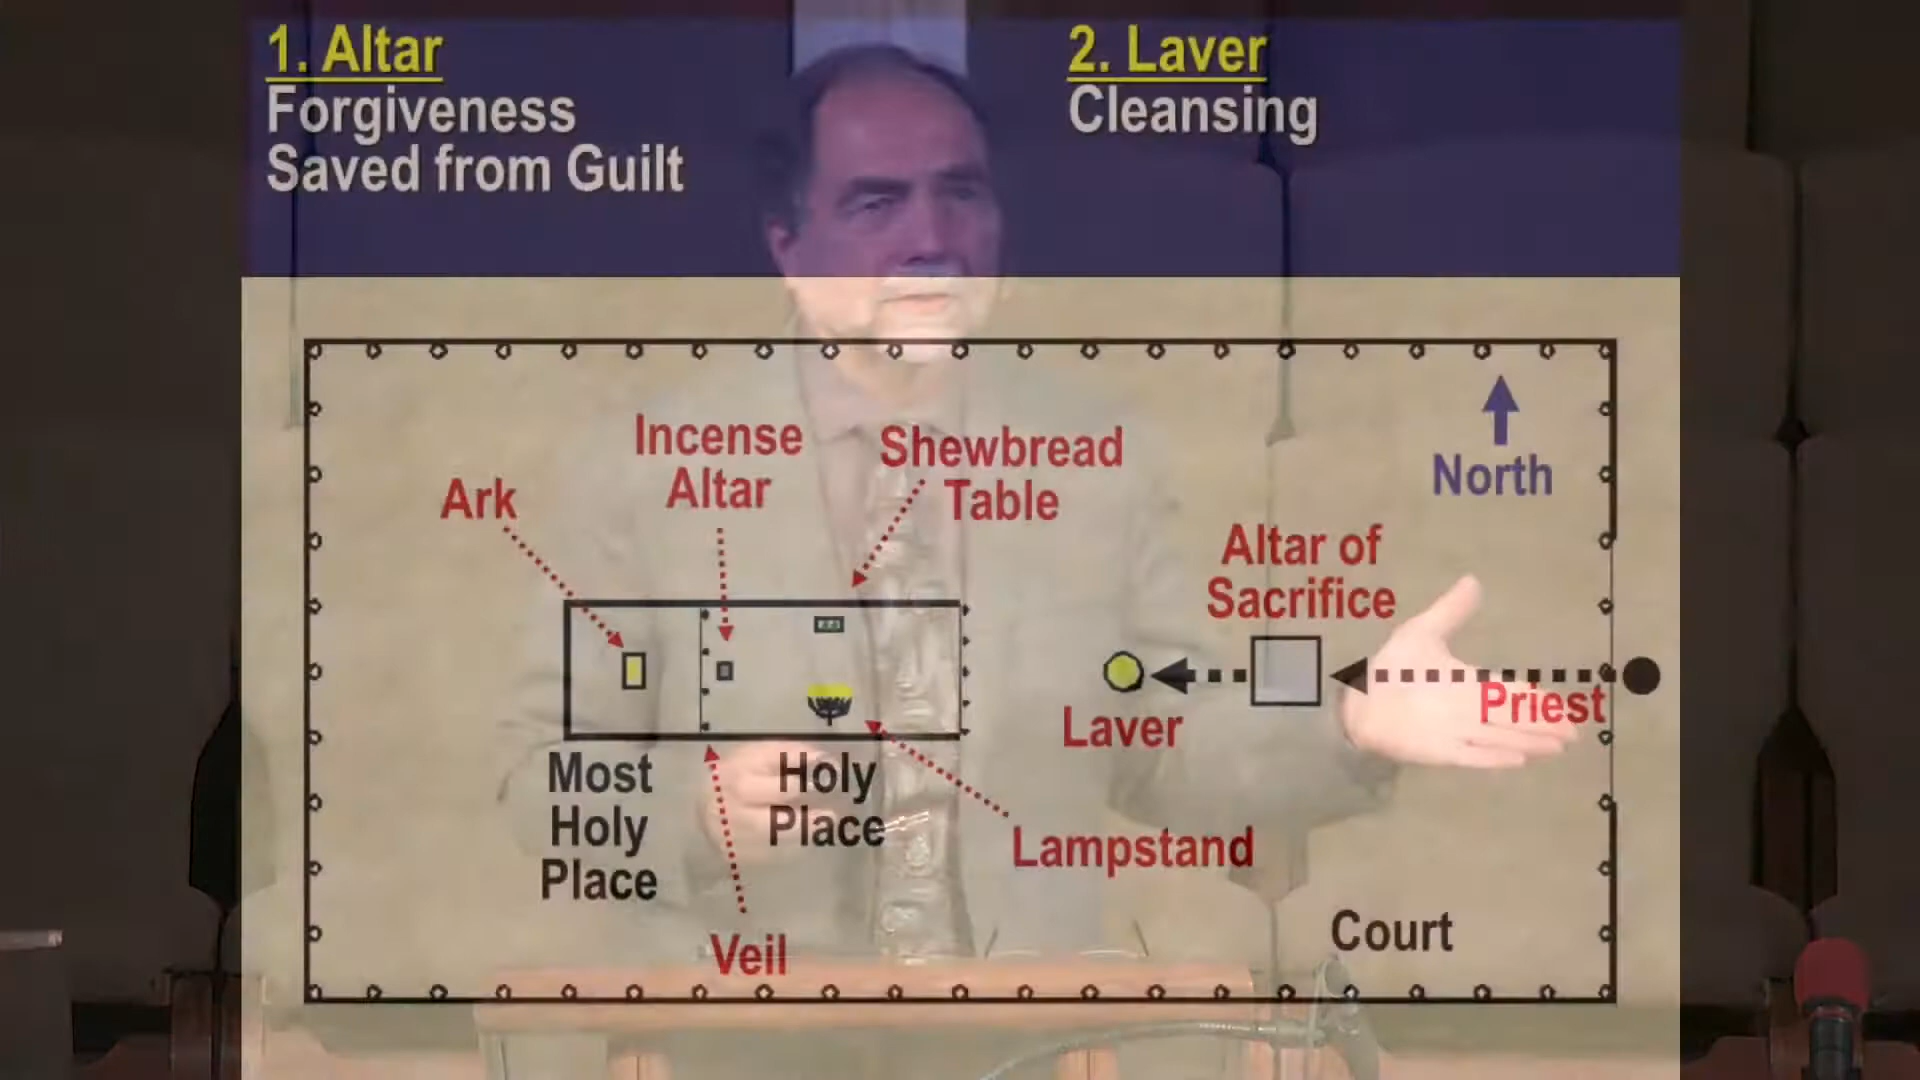 1. Altar
Forgiveness
Saved from Guilt
2. Laver
Cleansing
Incense
Altar
Shewbread
Table
Ark
North
Altar of
Sacrifice
Priest
Laver
Most
Holy
Place
Holy
Place
Lampstand
Veil
Court